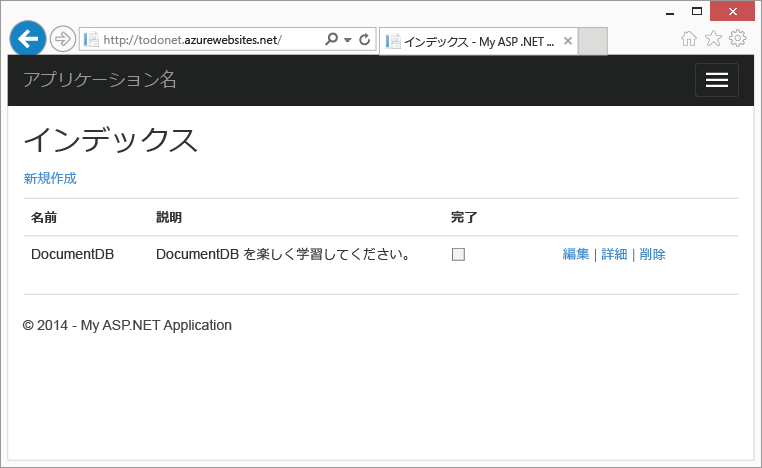 http://todonet.azurewebsites.net/
インデックス - My ASP .NET ...
アプリケーション名
インデックス
新規作成
名前 説明 完了
DocumentDB DocumentDB を楽しく学習してください。 編集 | 詳細 | 削除
© 2014 - My ASP.NET Application